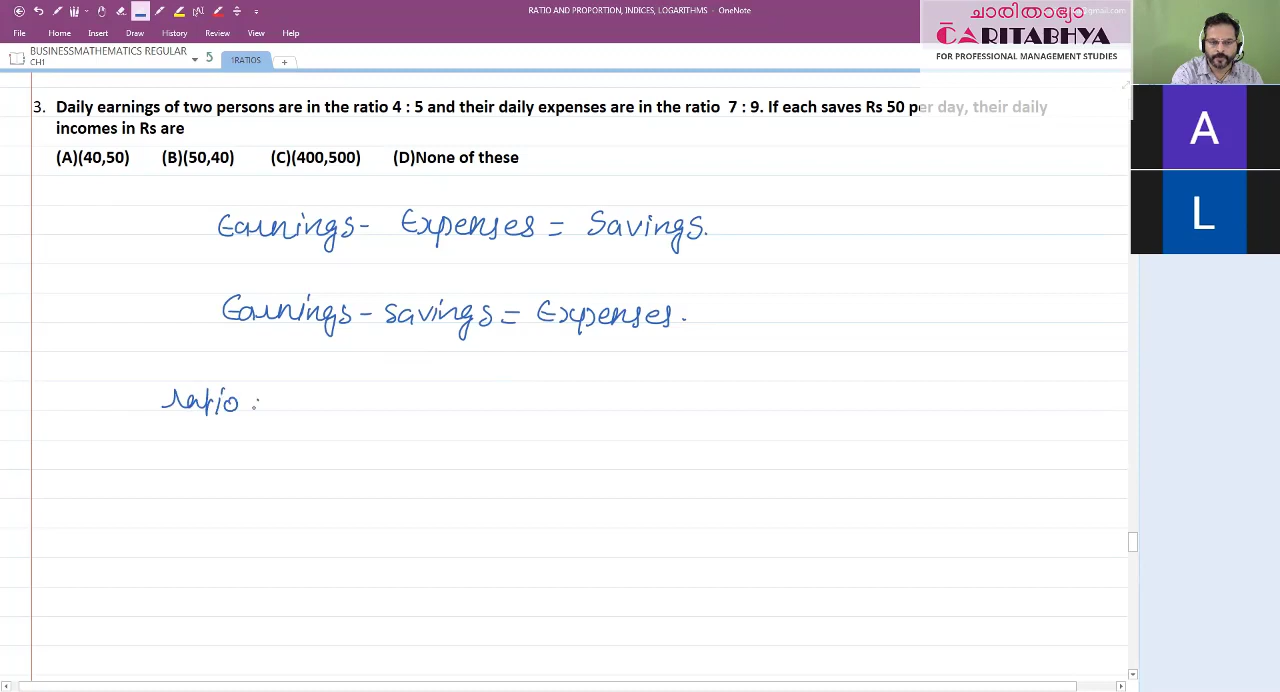 RATIO AND PROPORTION, INDICES, LOGARITHMS - OneNote
ചാരിതാഭ്യാ
@gmail.com
CARITABHYA
FOR PROFESSIONAL MANAGEMENT STUDIES
File Home Insert Draw History Review View Help
BUSINESSMATHEMATICS REGULAR
CH1
5
1RATIOS
3. Daily earnings of two persons are in the ratio 4 : 5 and their daily expenses are in the ratio 7 : 9. If each saves Rs 50 per day, their daily
incomes in Rs are
(A)(40,50) (B)(50,40) (C)(400,500) (D)None of these
Earnings - Expenses = Savings.
Earnings - savings = Expenses.
ratio :
A
L